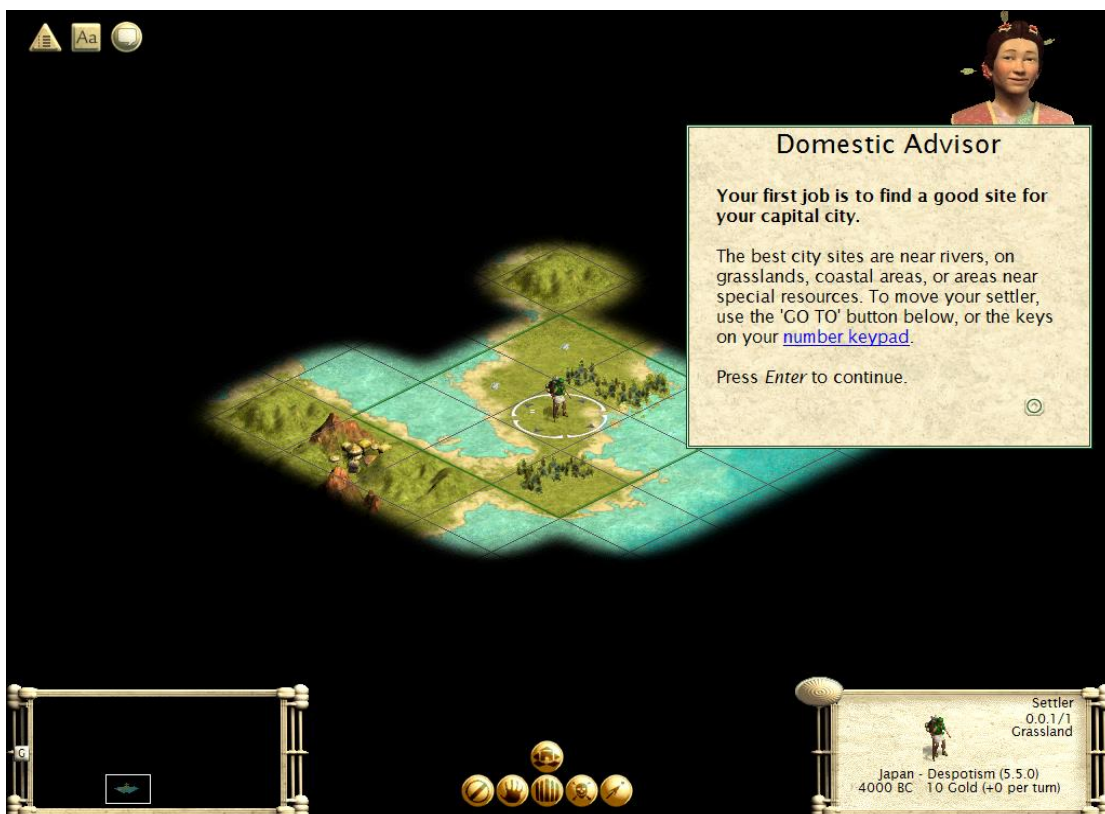 Aa
Domestic Advisor
Your first job is to find a good site for
your capital city.
The best city sites are near rivers, on
grasslands, coastal areas, or areas near
special resources. To move your settler,
use the 'GO TO' button below, or the keys
on your number keypad.
Press Enter to continue.
G
Settler
0.0.1/1
Grassland
Japan - Despotism (5.5.0)
4000 BC 10 Gold (+0 per turn)